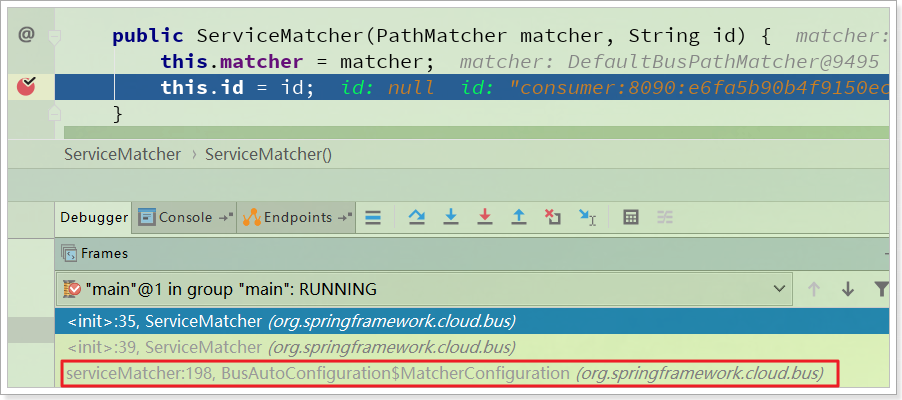 @ public ServiceMatcher(PathMatcher matcher, String id) { matcher:
this.matcher = matcher; matcher: DefaultBusPathMatcher@9495
this.id = id; id: null id: "consumer:8090:e6fa5b90b4f9150ec
}
ServiceMatcher › ServiceMatcher()
Debugger Console Endpoints
Frames
"main"@1 in group "main": RUNNING
<init>:35, ServiceMatcher (org.springframework.cloud.bus)
<init>:39, ServiceMatcher (org.springframework.cloud.bus)
serviceMatcher:198, BusAutoConfiguration$MatcherConfiguration (org.springframework.cloud.bus)